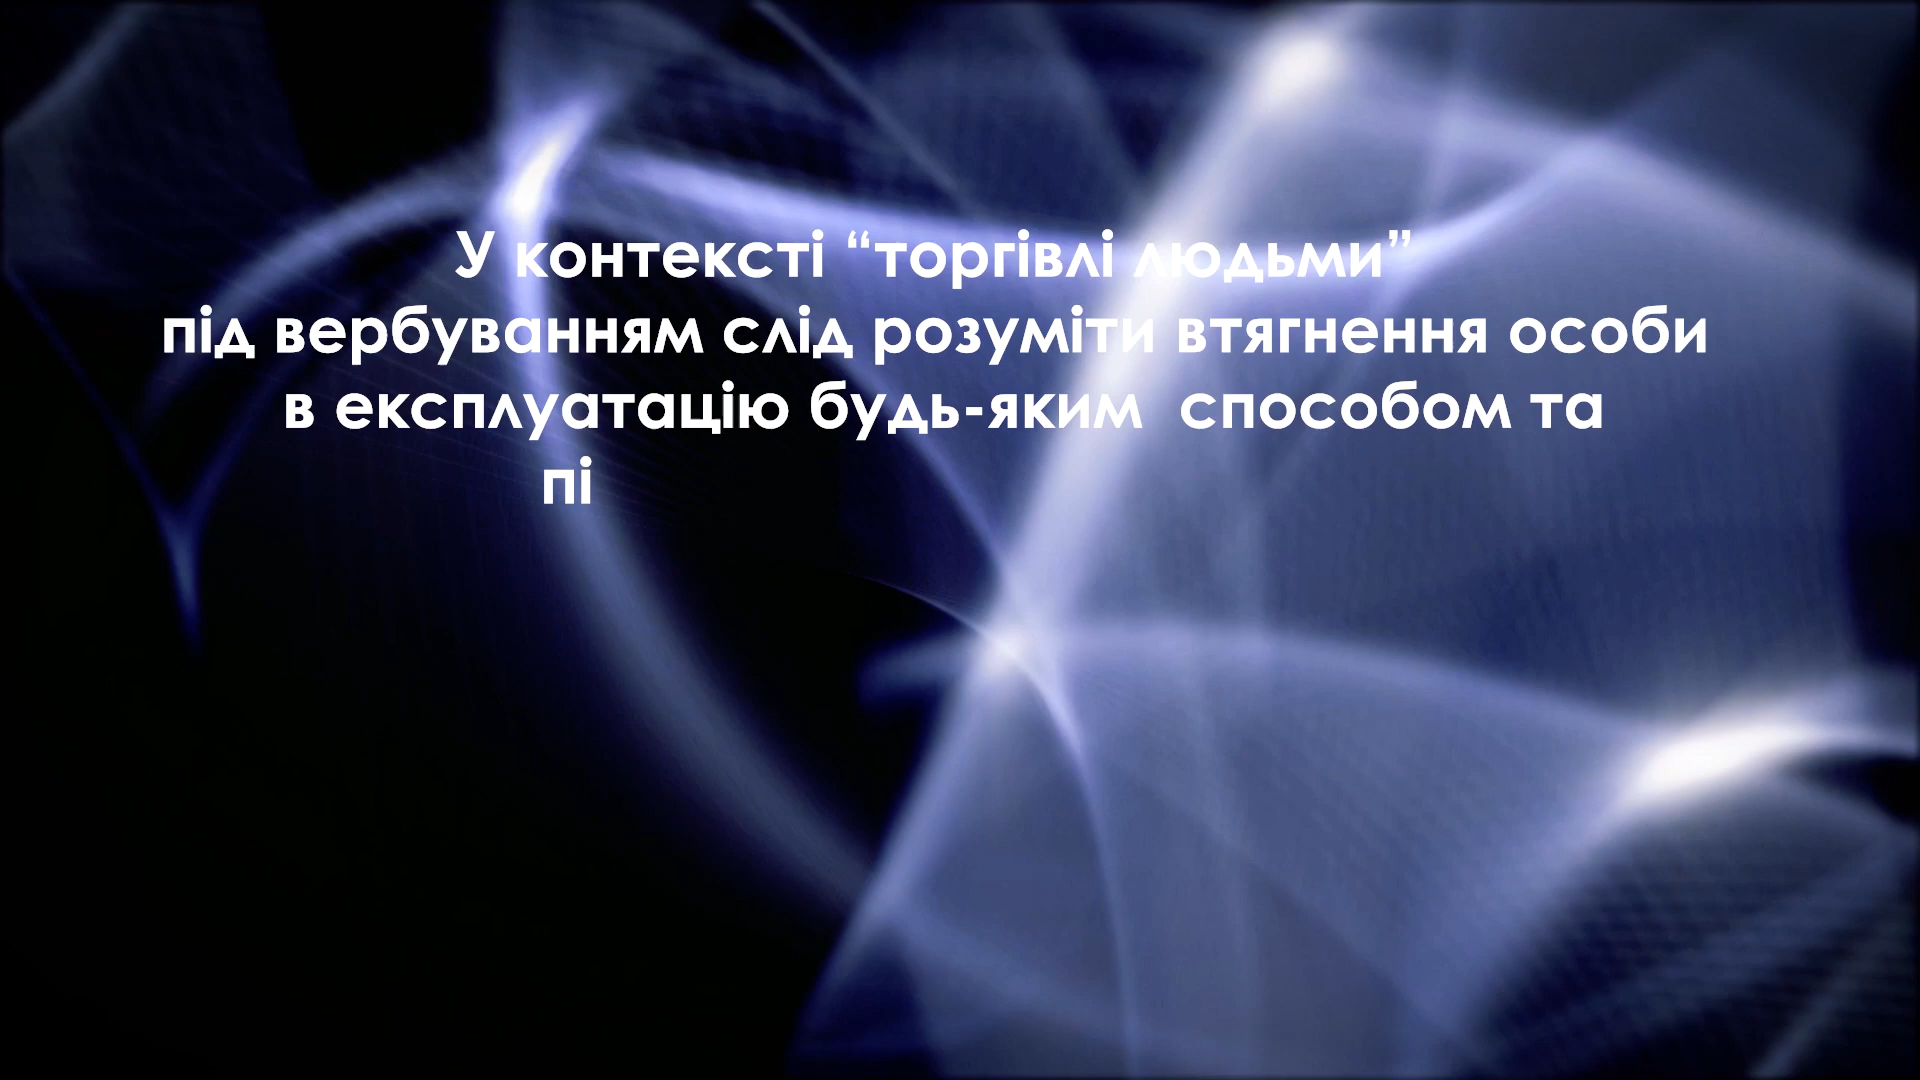 У контексті “торгівлі людьми”
під вербуванням слід розуміти втягнення особи
в експлуатацію будь-яким способом та
пі